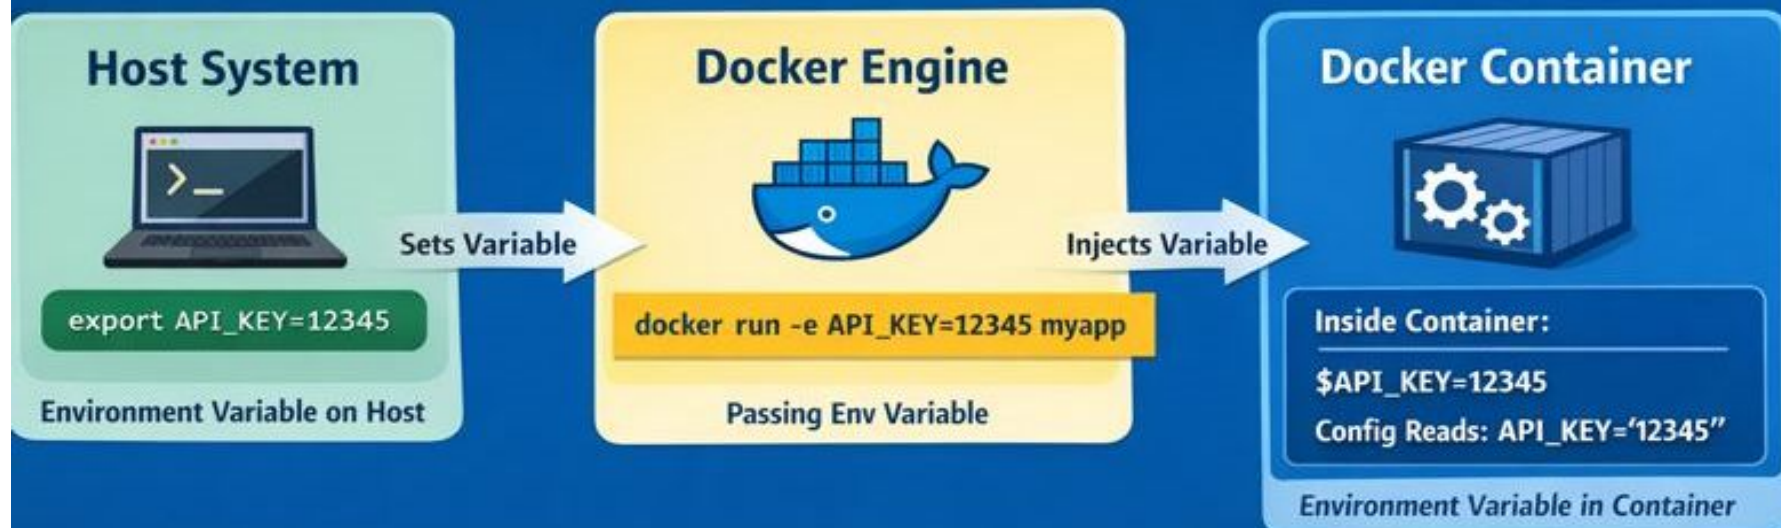 Host System
export API_KEY=12345
Environment Variable on Host
Sets Variable
Docker Engine
docker run -e API_KEY=12345 myapp
Passing Env Variable
Injects Variable
Docker Container
Inside Container:
$API_KEY=12345
Config Reads: API_KEY='12345"
Environment Variable in Container